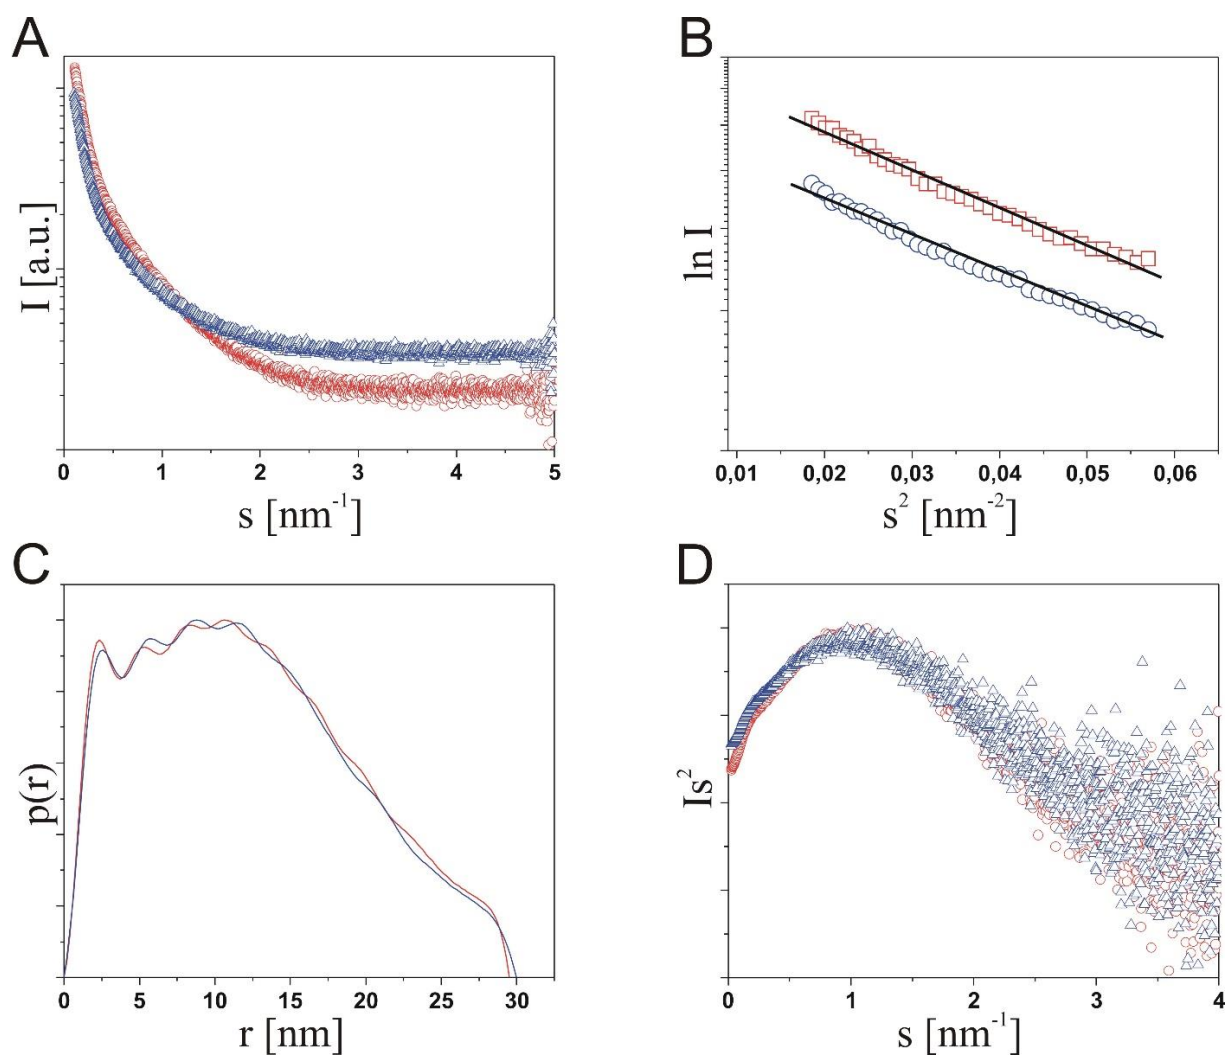 A
I [a.u.]
0 1 2 3 4 5
s [nm⁻¹]
B
ln I
0,01 0,02 0,03 0,04 0,05 0,06
s² [nm⁻²]
C
p(r)
0 5 10 15 20 25 30
r [nm]
D
Is²
0 1 2 3 4
s [nm⁻¹]